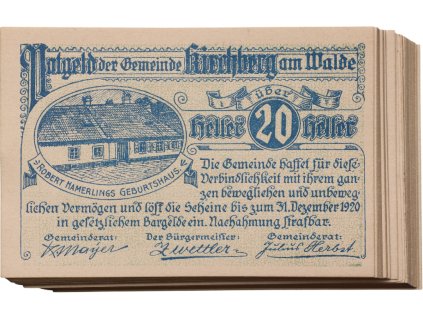 Notgeld der Gemeinde Kirchberg am Walde
über
Heller 20 Heller
ROBERT HAMERLINGS GEBURTSHAUS.
Die Gemeinde haftet für diese
Verbindlichkeit mit ihrem gan-
zen beweglichen und unbeweg-
lichen Vermögen und löst die Scheine bis zum 31. Dezember 1920
in gesetzlichem Bargelde ein. Nachahmung strafbar.
Gemeinderat: Der Bürgermeister: Gemeinderat:
K. Mayer Zwettler Julius Herbst